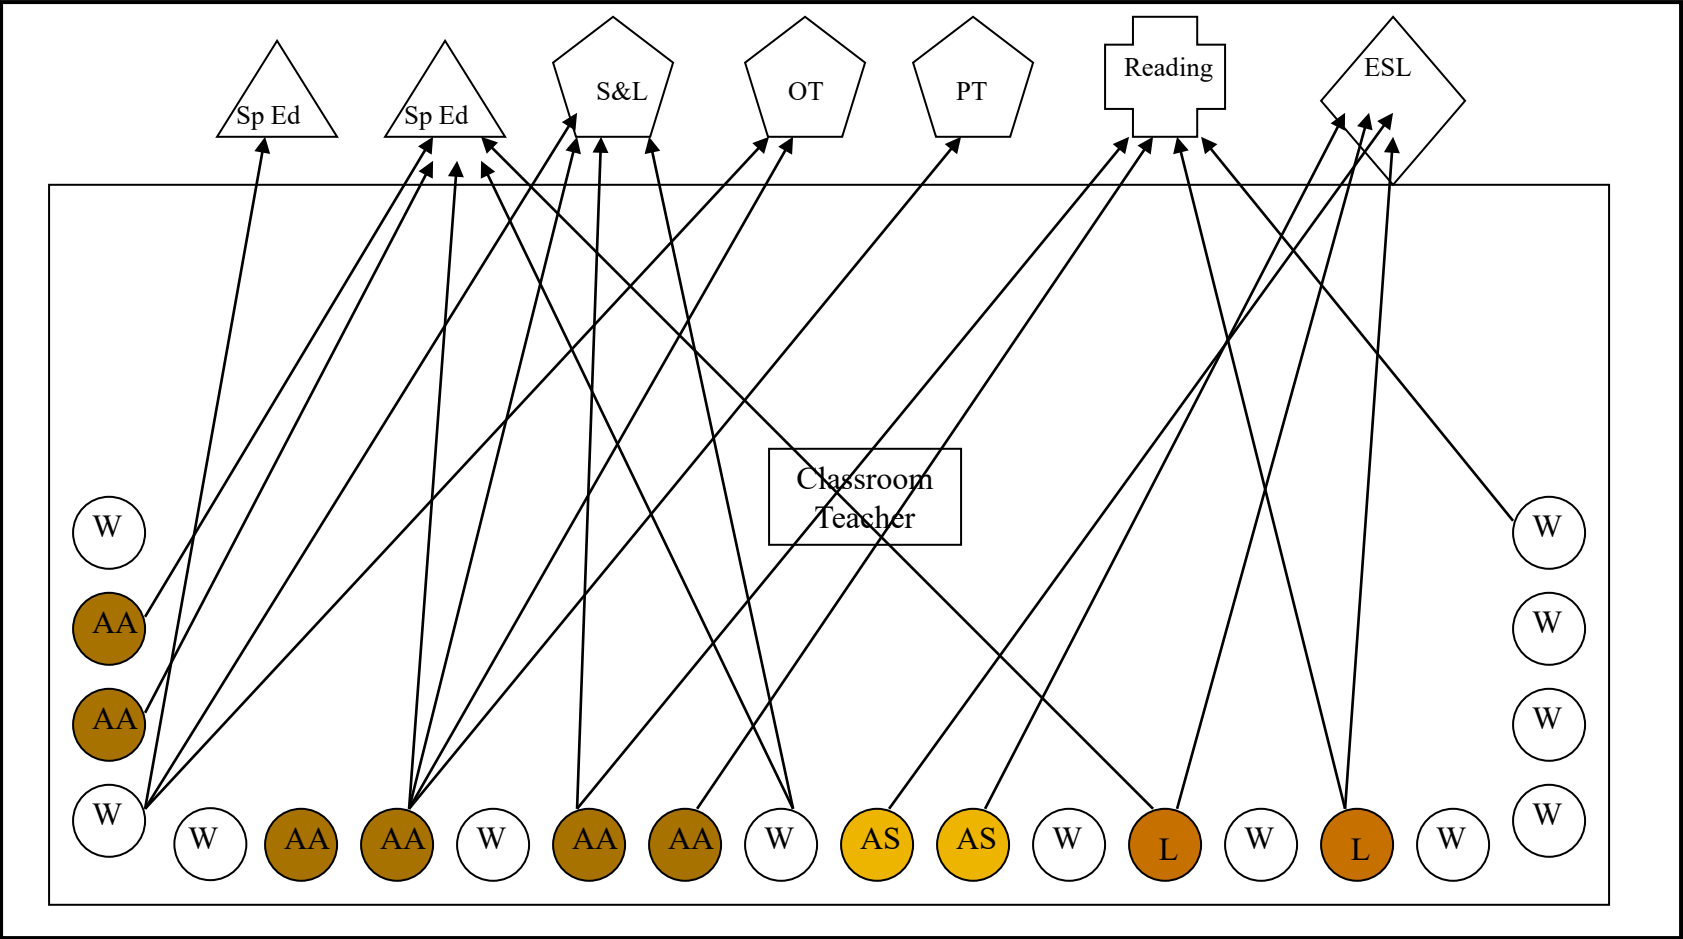 Sp Ed
Sp Ed
S&L
OT
PT
Reading
ESL
Classroom
Teacher
W
W
AA
W
AA
W
W
W
W
AA
AA
W
AA
AA
W
AS
AS
W
L
W
L
W